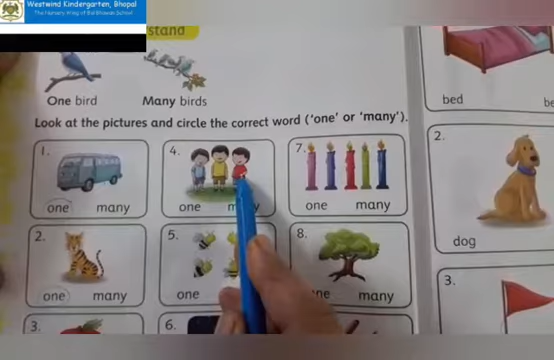 Westwind Kindergarten, Bhopal
The Nursery Wing of the Bhawan School
stand
One bird
Many birds
Look at the pictures and circle the correct word ('one' or 'many').
1.
one many
4.
one
7.
one many
2.
one many
5.
one
8.
many
3.
6.
bed
2.
dog
3.